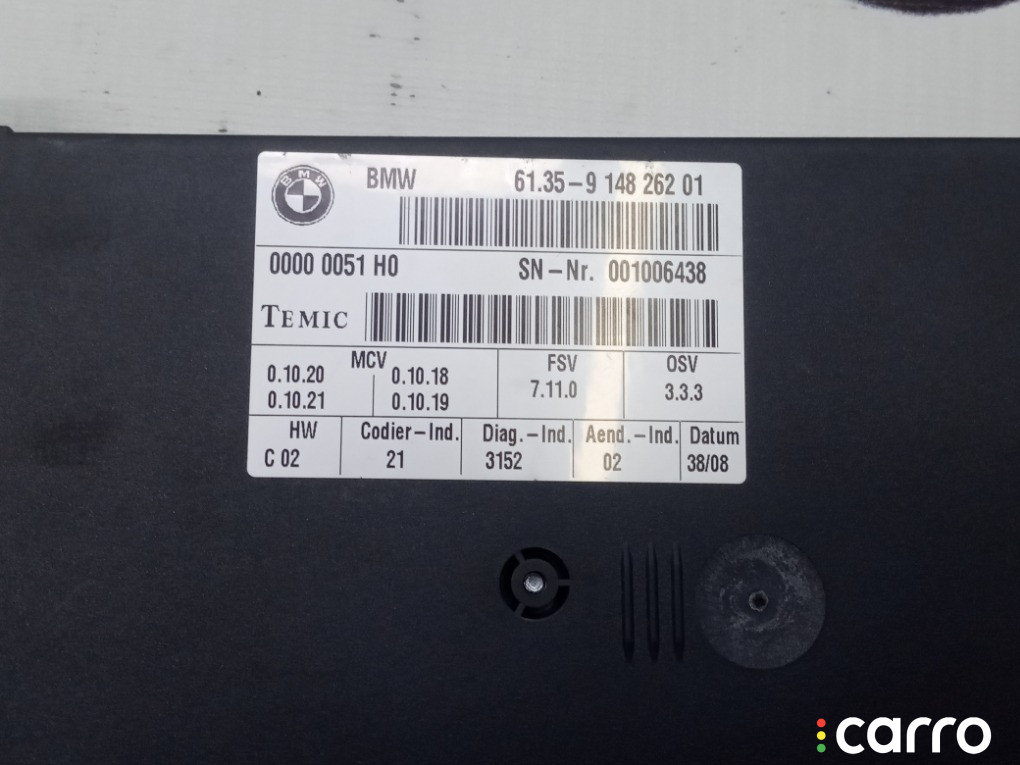 BMW
BMW 61.35-9 148 262 01
0000 0051 H0 SN-Nr. 001006438
TEMIC
MCV FSV OSV
0.10.20 0.10.18 7.11.0 3.3.3
0.10.21 0.10.19
HW Codier-Ind. Diag.-Ind. Aend.-Ind. Datum
C 02 21 3152 02 38/08
carro